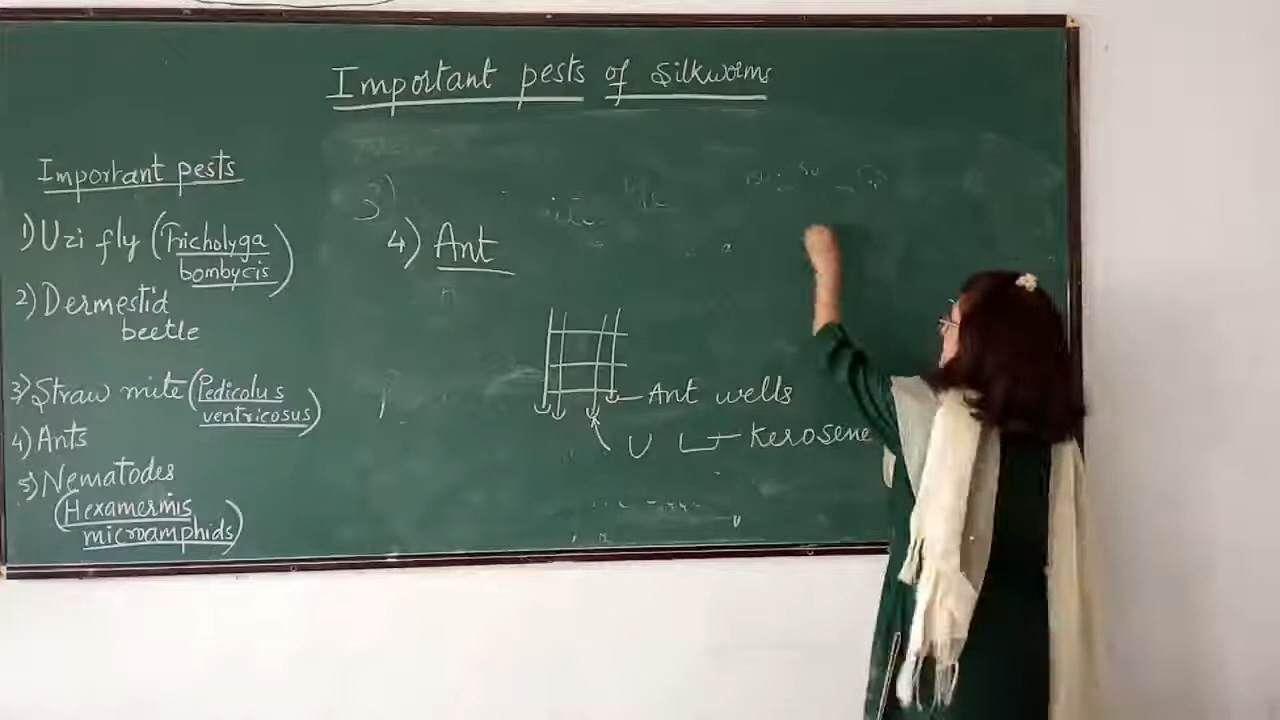 Important pests of Silkworms
Important pests
1) Uzi fly (Tricholyga
bombycis)
2) Dermestid
beetle
3) Straw mite (Pedicolus
ventricosus)
4) Ants
5) Nematodes
(Hexamermis
microamphids)
3)
4) Ant
Ant wells
Kerosene